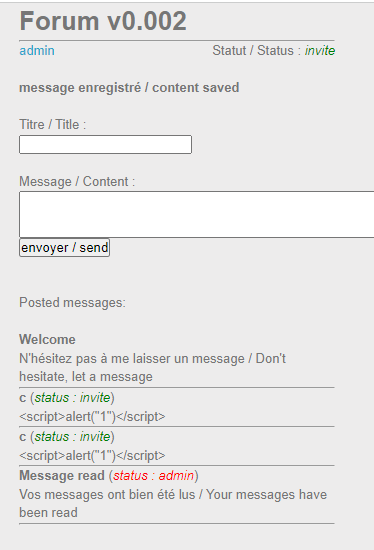 Forum v0.002
admin Statut / Status : invite
message enregistré / content saved
Titre / Title :
Message / Content :
envoyer / send
Posted messages:
Welcome
N'hésitez pas à me laisser un message / Don't
hesitate, let a message
c (status : invite)
<script>alert("1")</script>
c (status : invite)
<script>alert("1")</script>
Message read (status : admin)
Vos messages ont bien été lus / Your messages have
been read